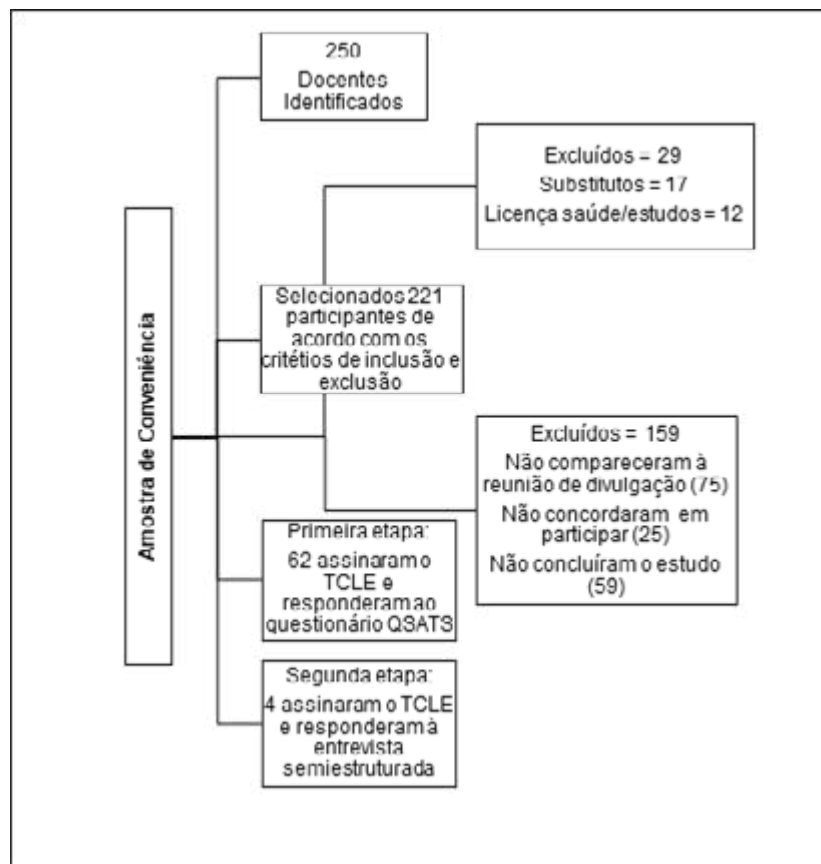 250
Docentes
Identificados
Excluídos = 29
Substitutos = 17
Licença saúde/estudos = 12
Amostra de Conveniência
Selecionados 221
participantes de
acordo com os
critétios de inclusão e
exclusão
Excluídos = 159
Não compareceram à
reunião de divulgação (75)
Não concordaram em
participar (25)
Não concluíram o estudo
(59)
Primeira etapa:
62 assinaram o
TCLE e
responderam ao
questionário QSATS
Segunda etapa:
4 assinaram o TCLE
e responderam à
entrevista
semiestruturada